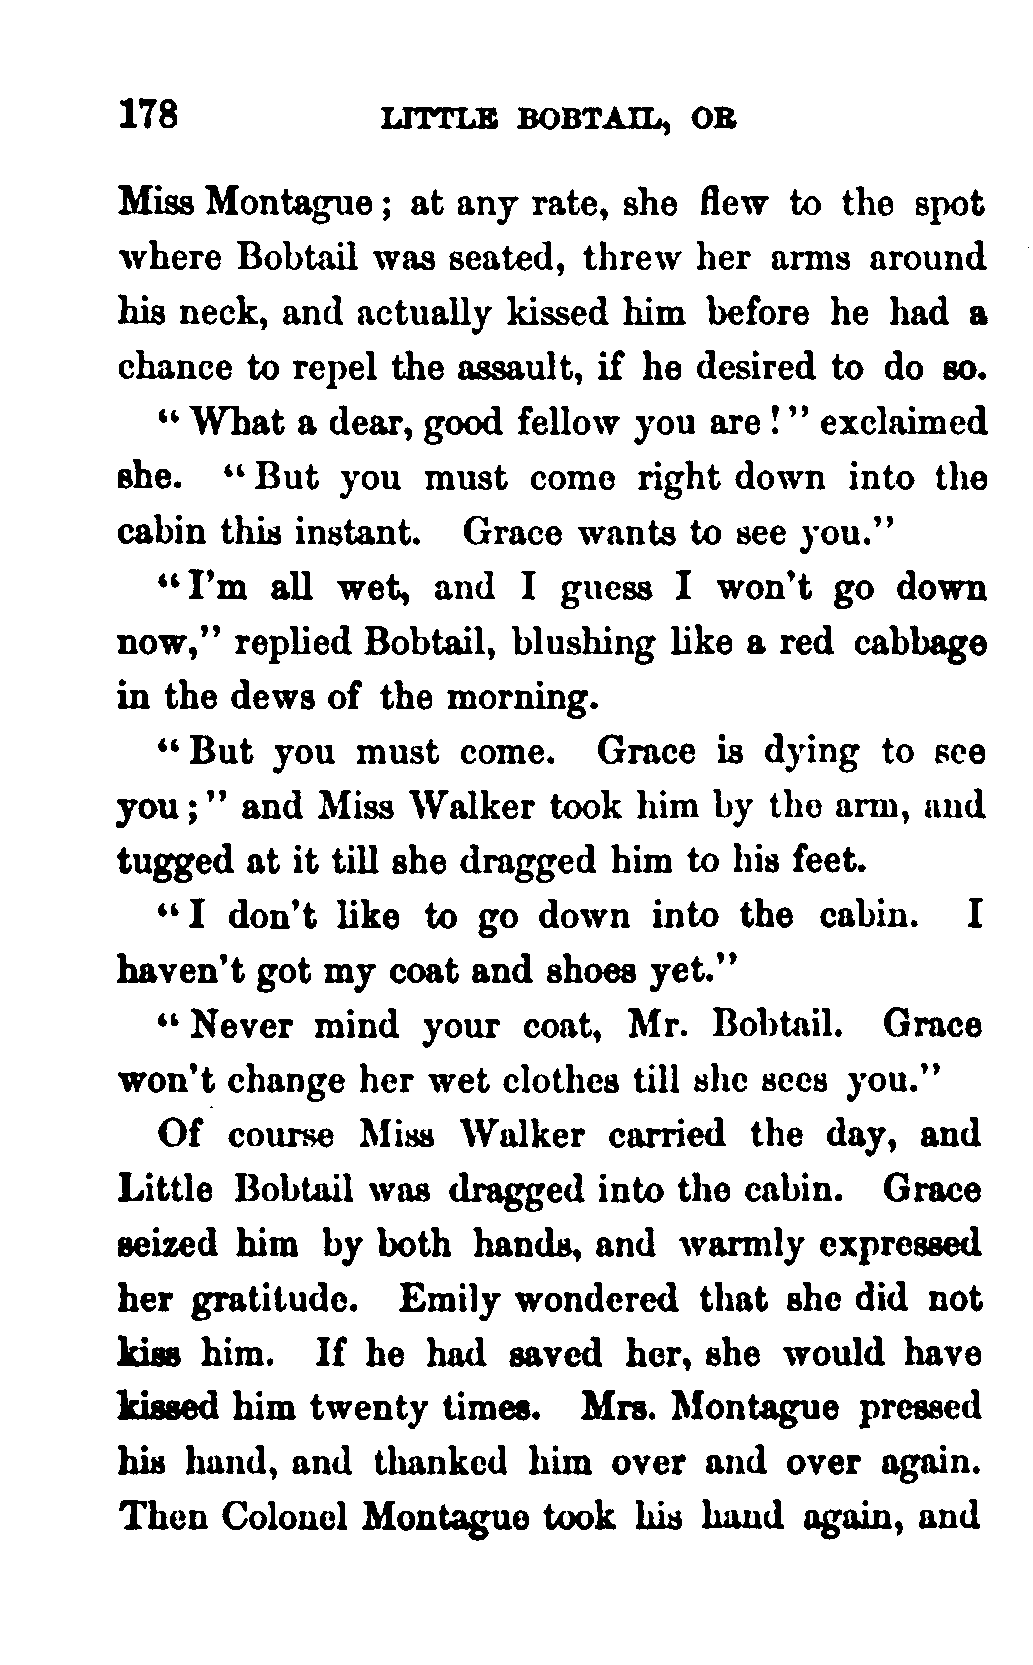 178 LITTLE BOBTAIL, OR
Miss Montague; at any rate, she flew to the spot
where Bobtail was seated, threw her arms around
his neck, and actually kissed him before he had a
chance to repel the assault, if he desired to do so.
"What a dear, good fellow you are!" exclaimed
she. "But you must come right down into the
cabin this instant. Grace wants to see you."
"I'm all wet, and I guess I won't go down
now," replied Bobtail, blushing like a red cabbage
in the dews of the morning.
"But you must come. Grace is dying to see
you;" and Miss Walker took him by the arm, and
tugged at it till she dragged him to his feet.
"I don't like to go down into the cabin. I
haven't got my coat and shoes yet."
"Never mind your coat, Mr. Bobtail. Grace
won't change her wet clothes till she sees you."
Of course Miss Walker carried the day, and
Little Bobtail was dragged into the cabin. Grace
seized him by both hands, and warmly expressed
her gratitude. Emily wondered that she did not
kiss him. If he had saved her, she would have
kissed him twenty times. Mrs. Montague pressed
his hand, and thanked him over and over again.
Then Colonel Montague took his hand again, and